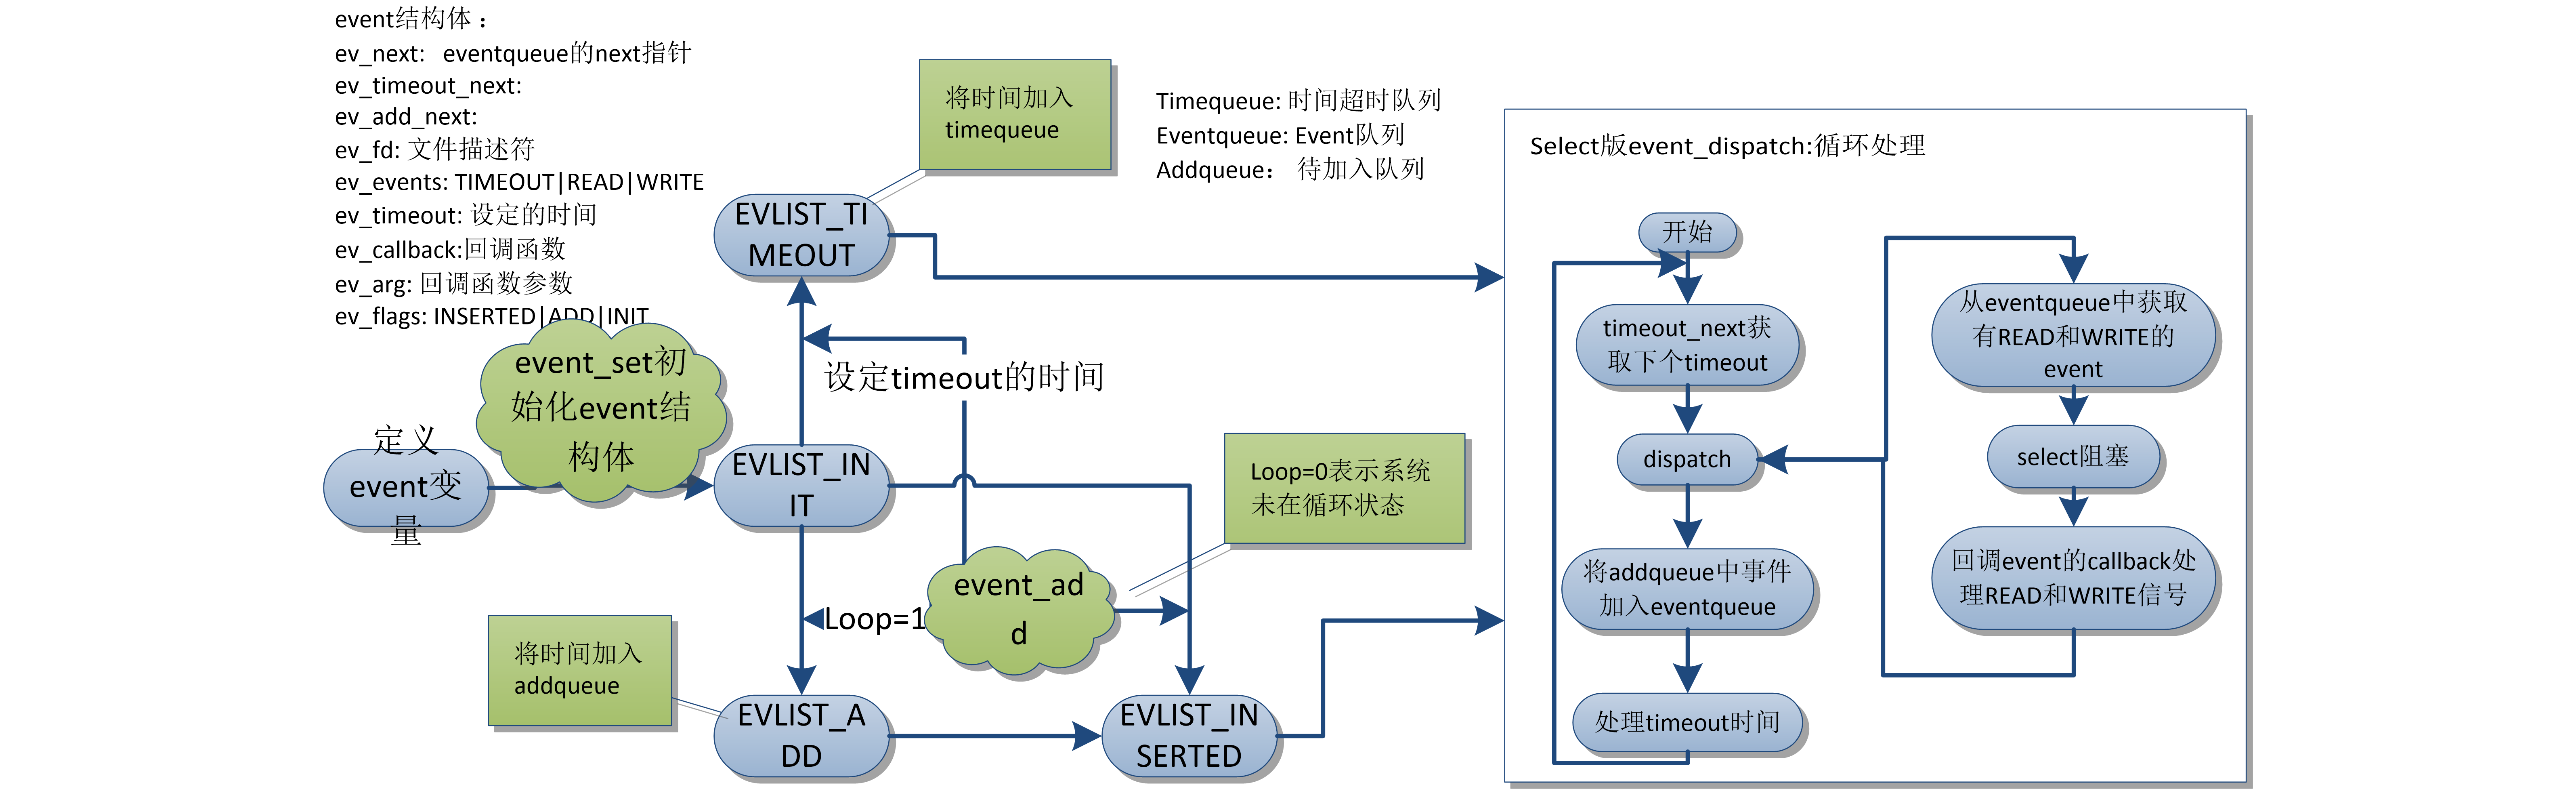 event结构体：
ev_next: eventqueue的next指针
ev_timeout_next:
ev_add_next:
ev_fd: 文件描述符
ev_events: TIMEOUT|READ|WRITE
ev_timeout: 设定的时间
ev_callback:回调函数
ev_arg: 回调函数参数
ev_flags: INSERTED|ADD|INIT
将时间加入
timequeue
Timequeue: 时间超时队列
Eventqueue: Event队列
Addqueue： 待加入队列
EVLIST_TI
MEOUT
event_set初
始化event结
构体
定义
event变
量
设定timeout的时间
EVLIST_IN
IT
Loop=0表示系统
未在循环状态
event_ad
d
Loop=1
将时间加入
addqueue
EVLIST_A
DD
EVLIST_IN
SERTED
Select版event_dispatch:循环处理
开始
timeout_next获
取下个timeout
dispatch
将addqueue中事件
加入eventqueue
处理timeout时间
从eventqueue中获取
有READ和WRITE的
event
select阻塞
回调event的callback处
理READ和WRITE信号